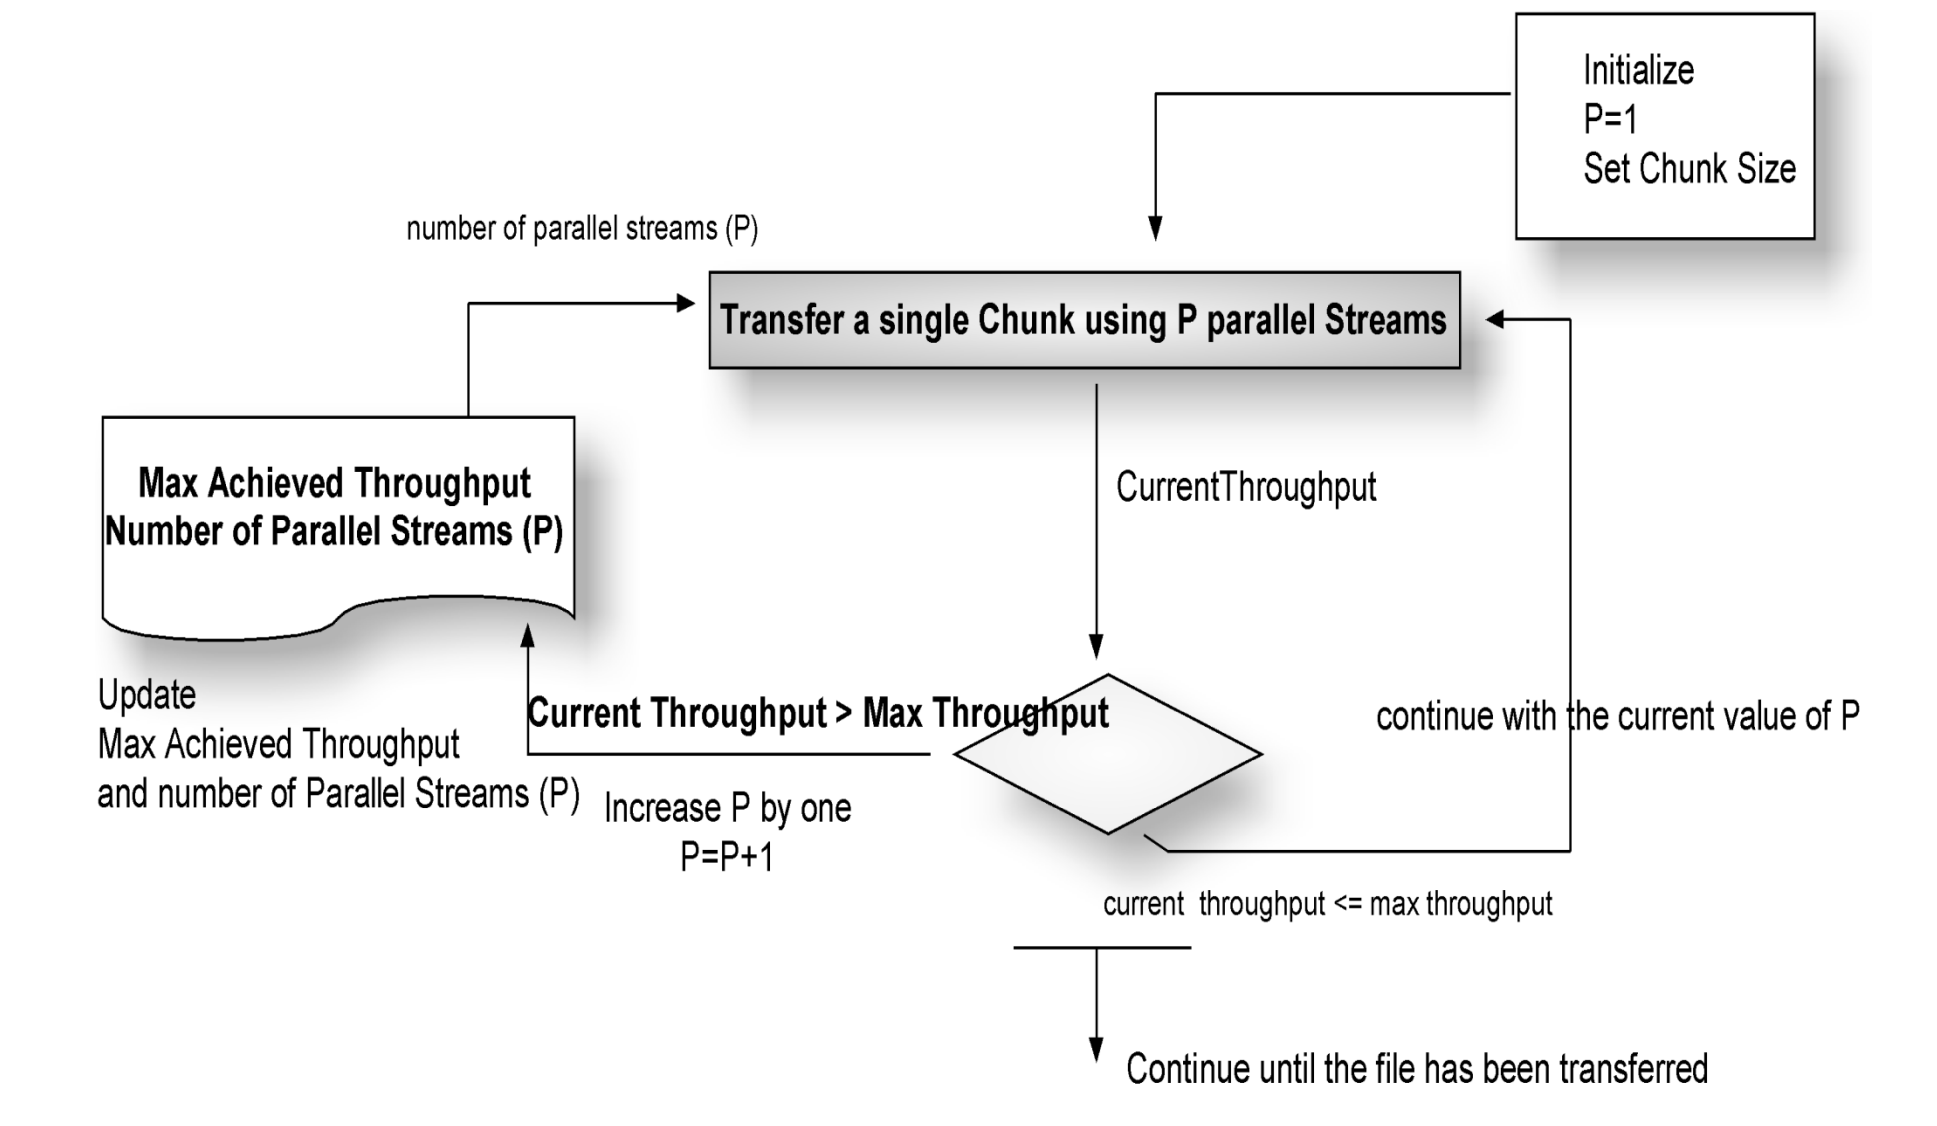 Initialize
P=1
Set Chunk Size
number of parallel streams (P)
Transfer a single Chunk using P parallel Streams
Max Achieved Throughput
Number of Parallel Streams (P)
CurrentThroughput
Update
Max Achieved Throughput
and number of Parallel Streams (P)
Current Throughput > Max Throughput
continue with the current value of P
Increase P by one
P=P+1
current throughput <= max throughput
Continue until the file has been transferred